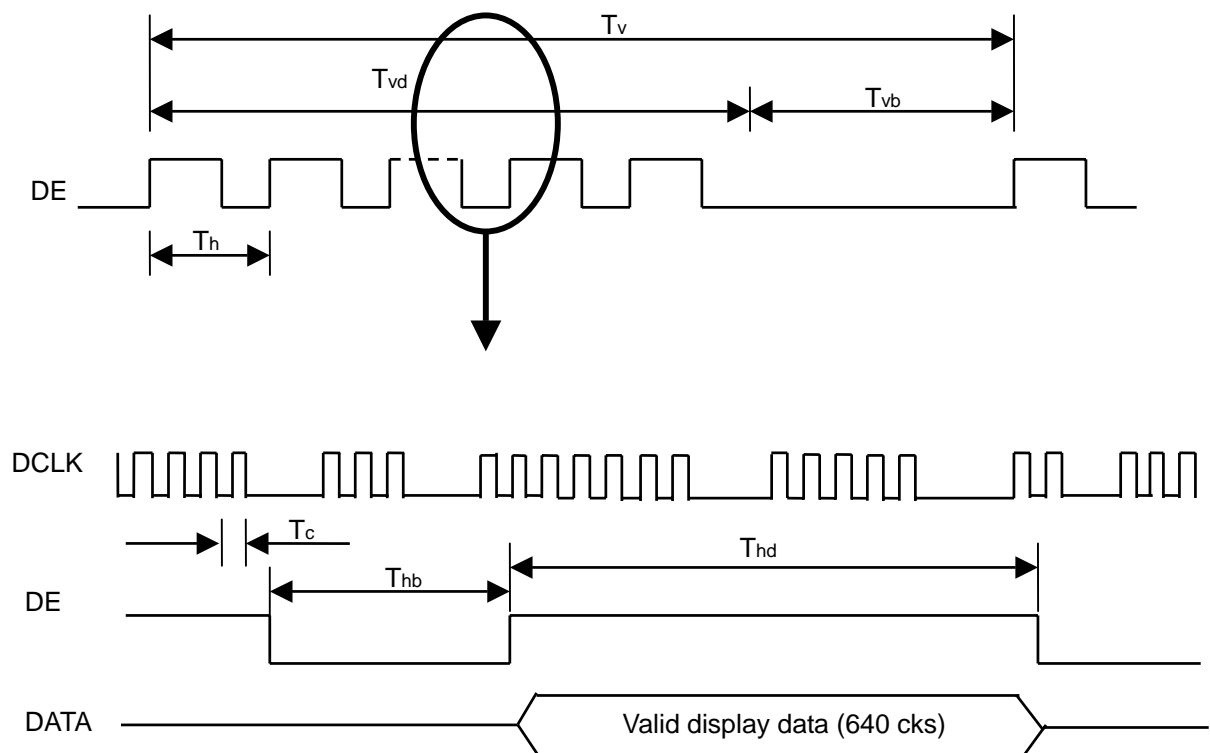 Tv
Tvd
Tvb
DE
Th
DCLK
Tc
Thd
Thb
DE
DATA
Valid display data (640 cks)